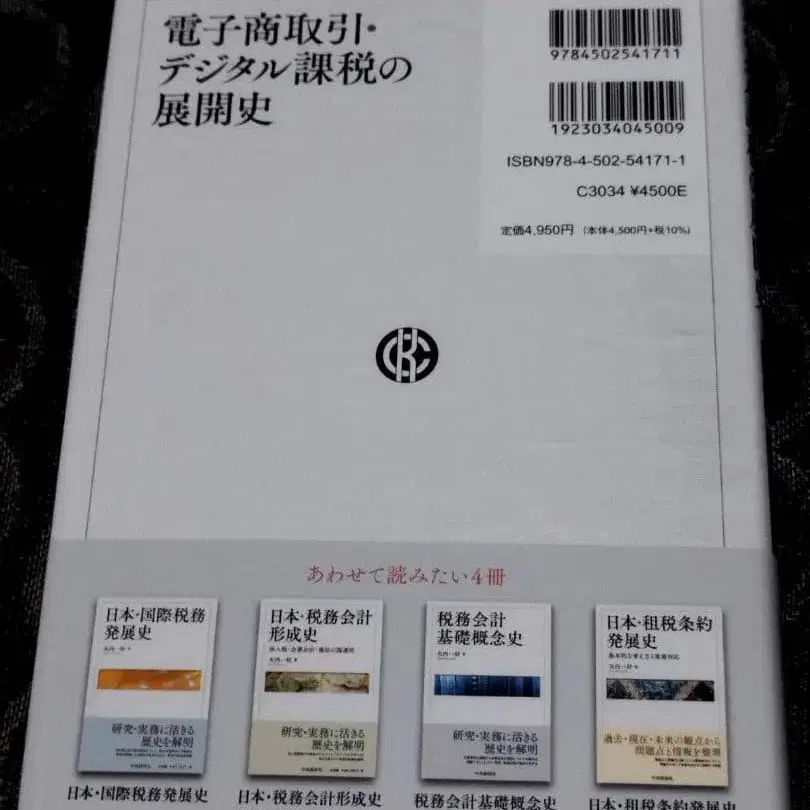 電子商取引・
デジタル課税の
展開史
9784502541711
1923034045009
ISBN978-4-502-54171-1
C3034 ¥4500E
定価4,950円 (本体4,500円+税10%)
あわせて読みたい4冊
日本・国際税務
発展史
研究・実務に活きる
歴史を解明
日本・国際税務発展史
日本・税務会計
形成史
研究・実務に活きる
歴史を解明
日本・税務会計形成史
税務会計
基礎概念史
研究・実務に活きる
歴史を解明
税務会計基礎概念史
日本・租税条約
発展史
過去・現在・未来の観点から
問題点と情報を整理
日本・租税条約発展史